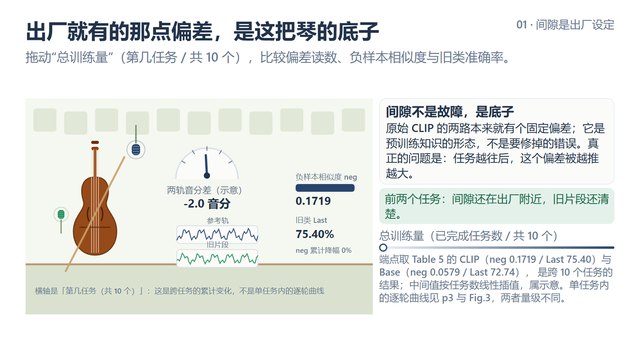 出厂就有的那点偏差，是这把琴的底子
01 · 间隙是出厂设定
拖动“总训练量”（第几任务 / 共 10 个），比较偏差读数、负样本相似度与旧类准确率。
两轨音分差（示意）
-2.0 音分
参考轨
旧片段
负样本相似度 neg
0.1719
旧类 Last
75.40%
neg 累计降幅 0%
横轴是「第几任务（共 10 个）」：这是跨任务的累计变化，不是单任务内的逐轮曲线
间隙不是故障，是底子
原始 CLIP 的两路本来就有个固定偏差；它是
预训练知识的形态，不是要修掉的错误。真
正的问题是：任务越往后，这个偏差被越推
越大。
前两个任务：间隙还在出厂附近，旧片段还清
楚。
总训练量（已完成任务数 / 共 10 个）
端点取 Table 5 的 CLIP（neg 0.1719 / Last 75.40）与
Base（neg 0.0579 / Last 72.74），是跨 10 个任务的
结果；中间值按任务数线性插值，属示意。单任务内
的逐轮曲线见 p3 与 Fig.3，两者量级不同。